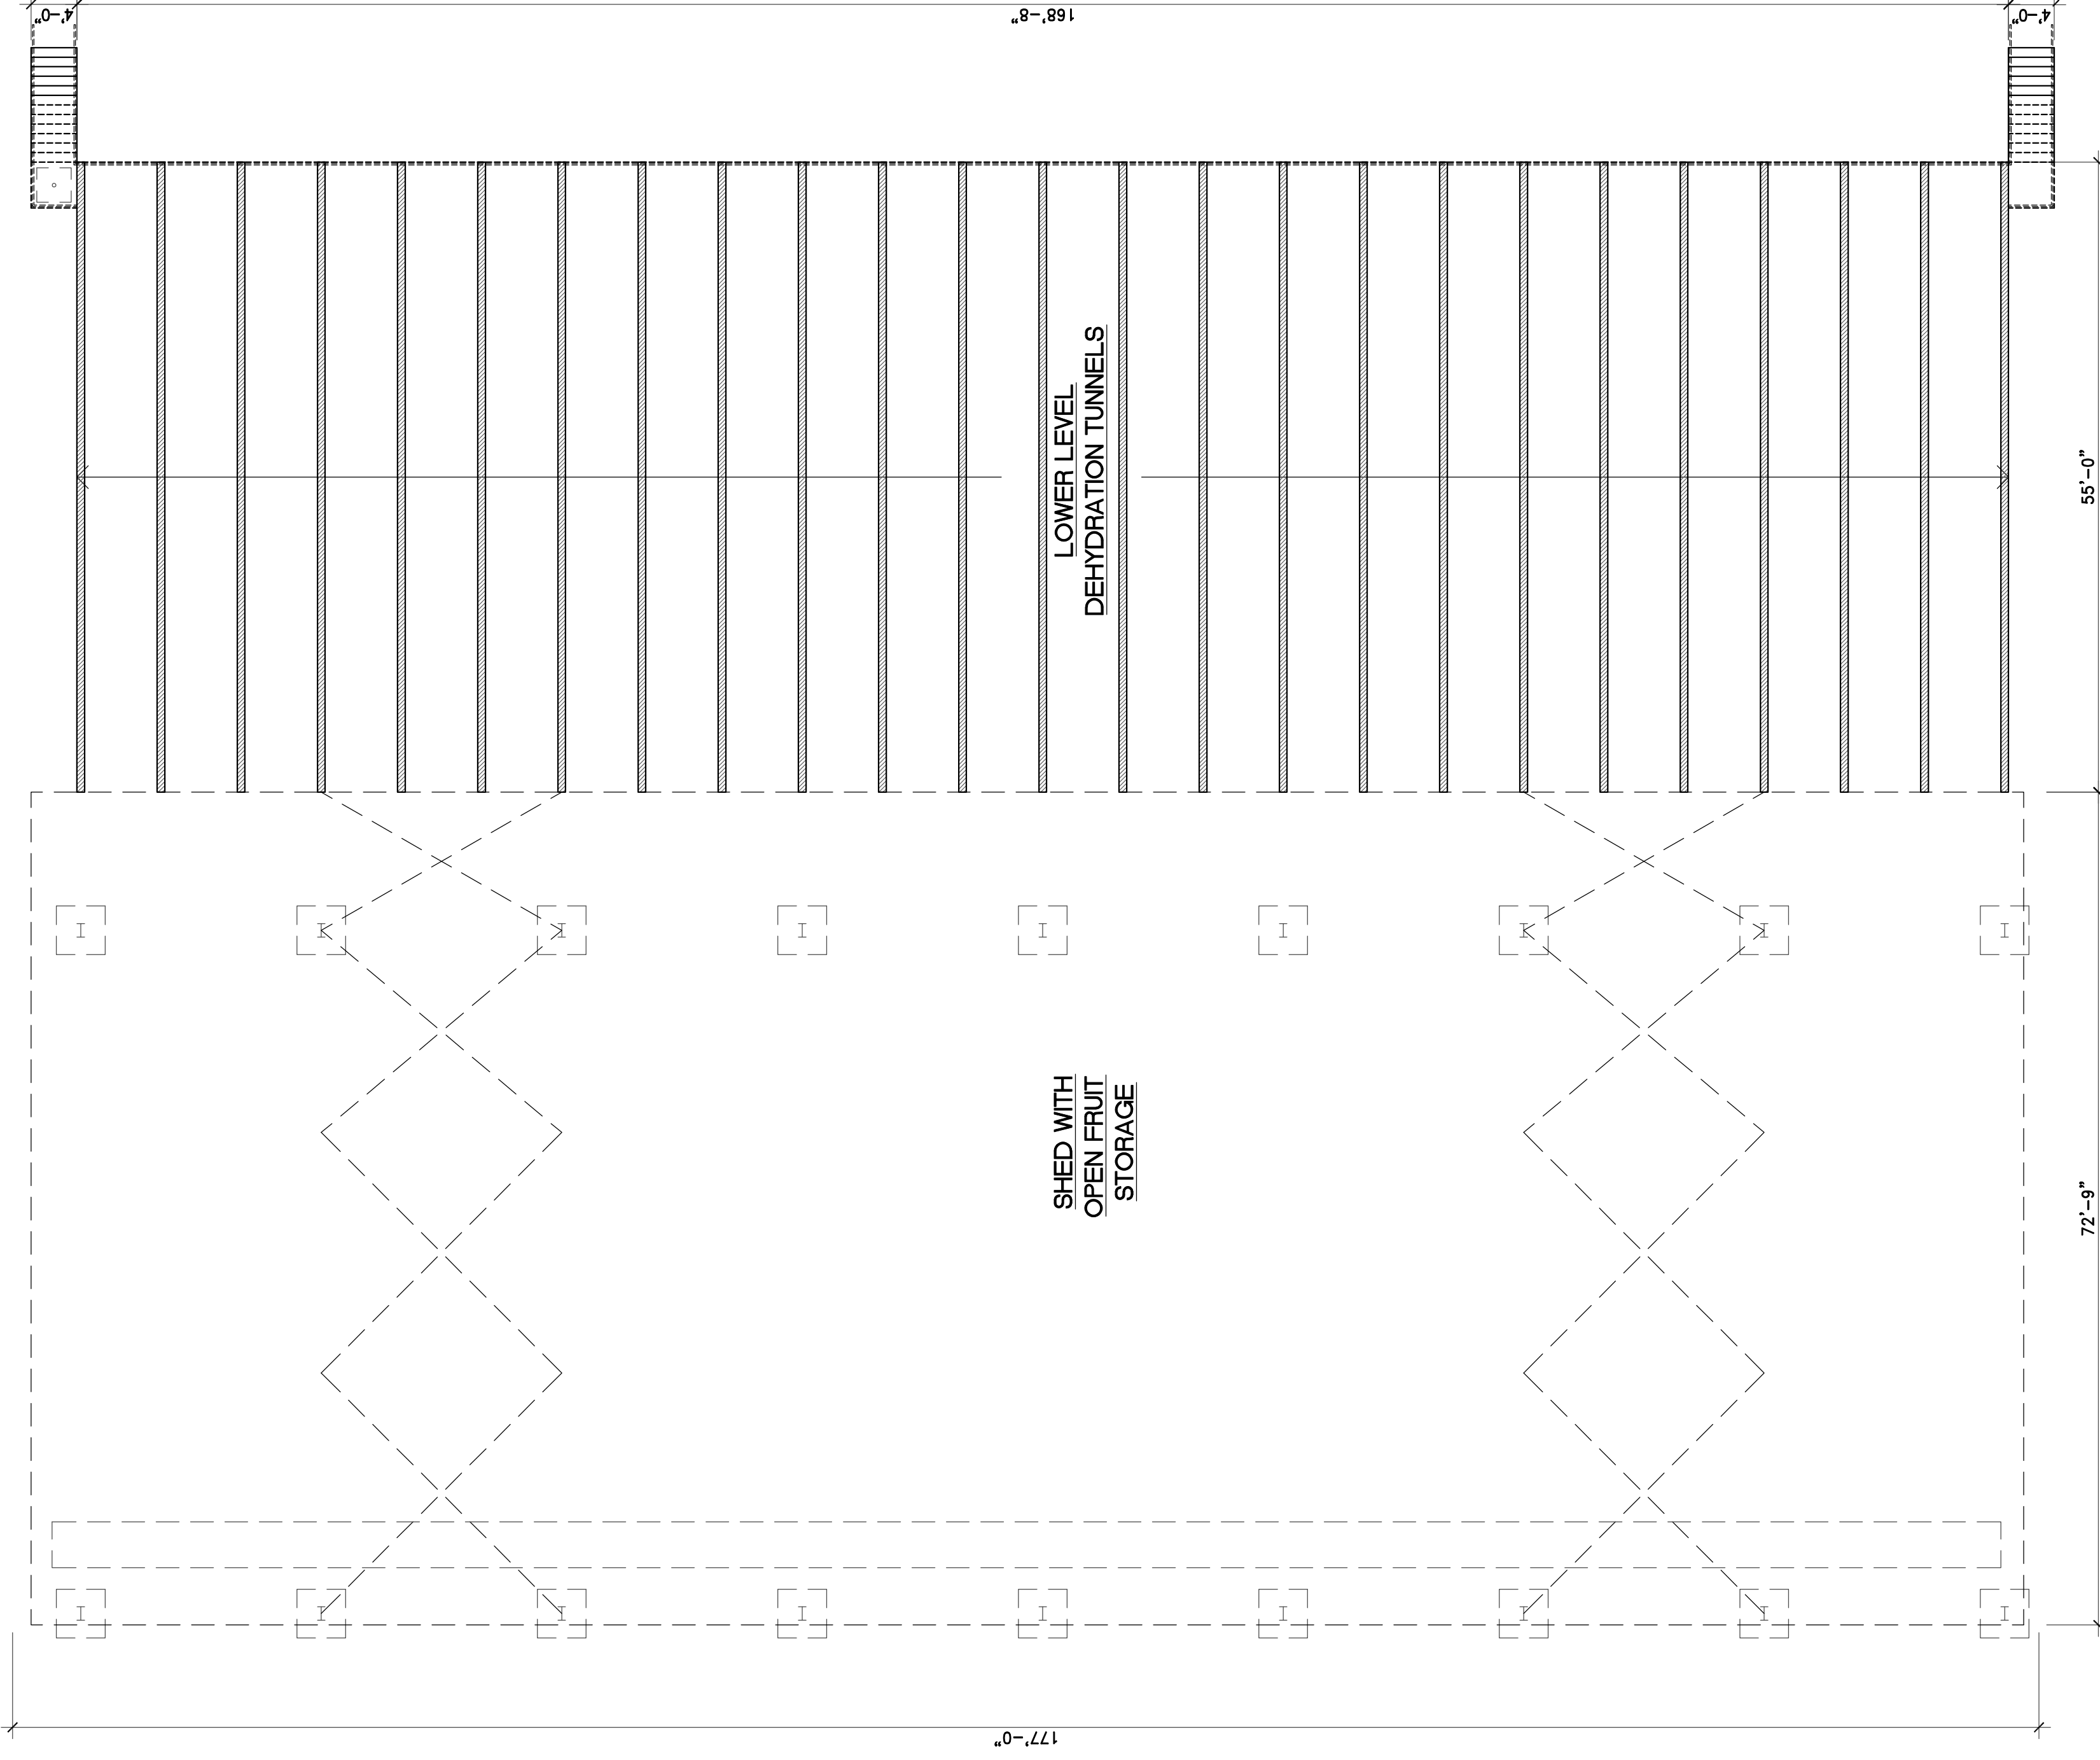 4'-0"
168'-8"
4'-0"
LOWER LEVEL
DEHYDRATION TUNNELS
55'-0"
SHED WITH
OPEN FRUIT
STORAGE
72'-9"
177'-0"